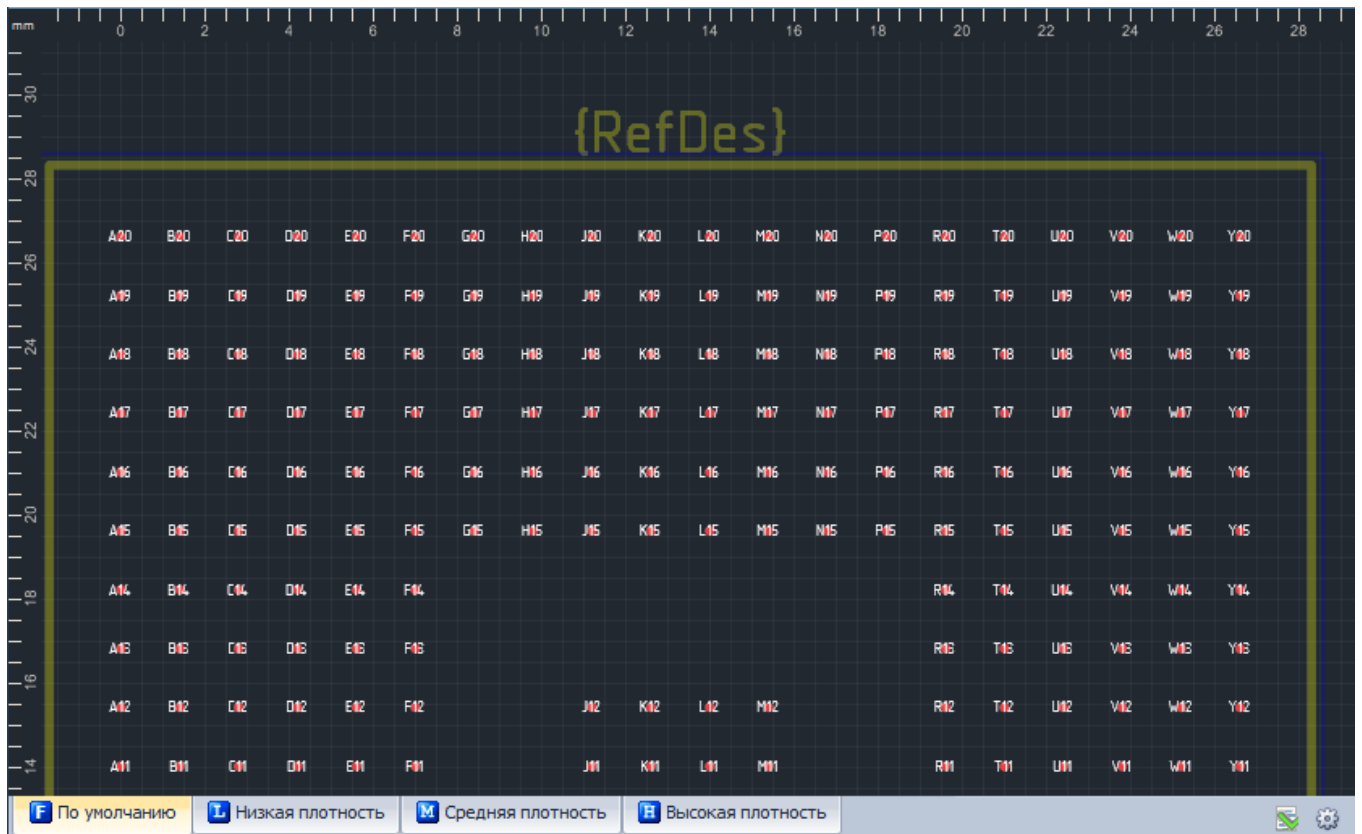 mm 0 2 4 6 8 10 12 14 16 18 20 22 24 26 28
30
{RefDes}
28
A20 B20 C20 D20 E20 F20 G20 H20 J20 K20 L20 M20 N20 P20 R20 T20 U20 V20 W20 Y20
26
A19 B19 C19 D19 E19 F19 G19 H19 J19 K19 L19 M19 N19 P19 R19 T19 U19 V19 W19 Y19
24
A18 B18 C18 D18 E18 F18 G18 H18 J18 K18 L18 M18 N18 P18 R18 T18 U18 V18 W18 Y18
A17 B17 C17 D17 E17 F17 G17 H17 J17 K17 L17 M17 N17 P17 R17 T17 U17 V17 W17 Y17
22
A16 B16 C16 D16 E16 F16 G16 H16 J16 K16 L16 M16 N16 P16 R16 T16 U16 V16 W16 Y16
20
A15 B15 C15 D15 E15 F15 G15 H15 J15 K15 L15 M15 N15 P15 R15 T15 U15 V15 W15 Y15
18
A14 B14 C14 D14 E14 F14 R14 T14 U14 V14 W14 Y14
A13 B13 C13 D13 E13 F13 R13 T13 U13 V13 W13 Y13
16
A12 B12 C12 D12 E12 F12 J12 K12 L12 M12 R12 T12 U12 V12 W12 Y12
14
A11 B11 C11 D11 E11 F11 J11 K11 L11 M11 R11 T11 U11 V11 W11 Y11
F По умолчанию L Низкая плотность M Средняя плотность H Высокая плотность